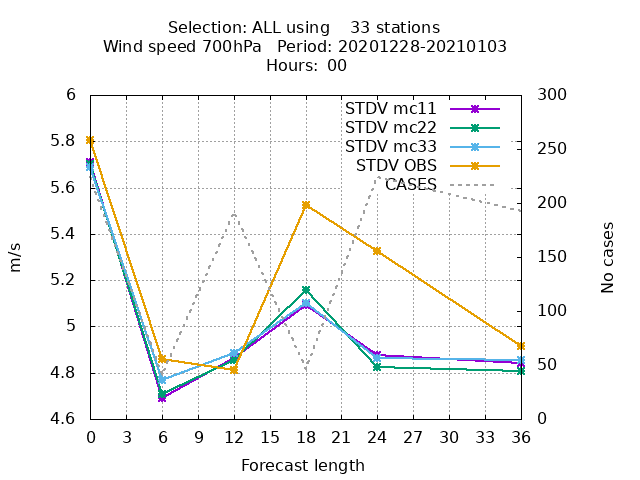 Selection: ALL using    33 stations
Wind speed 700hPa   Period: 20201228-20210103
Hours: 00
STDV mc11
STDV mc22
STDV mc33
STDV OBS
CASES
6
5.8
5.6
5.4
5.2
5
4.8
4.6
m/s
300
250
200
150
100
50
0
No cases
0 3 6 9 12 15 18 21 24 27 30 33 36
Forecast length